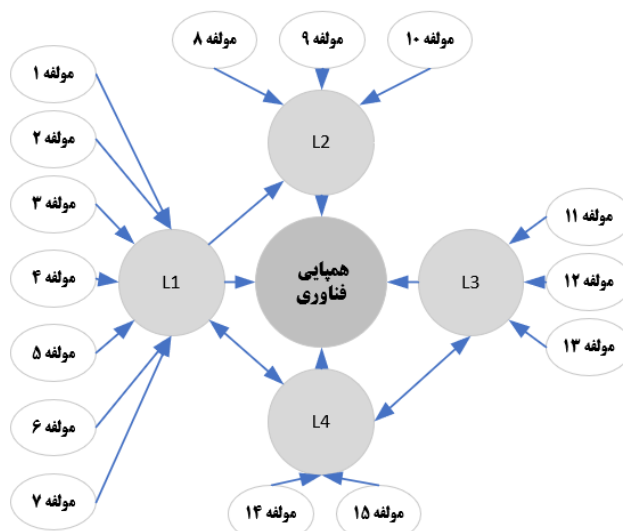 مولفه ۸
مولفه ۹
مولفه ۱۰
مولفه ۱
مولفه ۲
مولفه ۳
مولفه ۴
مولفه ۵
مولفه ۶
مولفه ۷
L2
L1
همپایی
فناوری
L3
L4
مولفه ۱۱
مولفه ۱۲
مولفه ۱۳
مولفه ۱۴
مولفه ۱۵